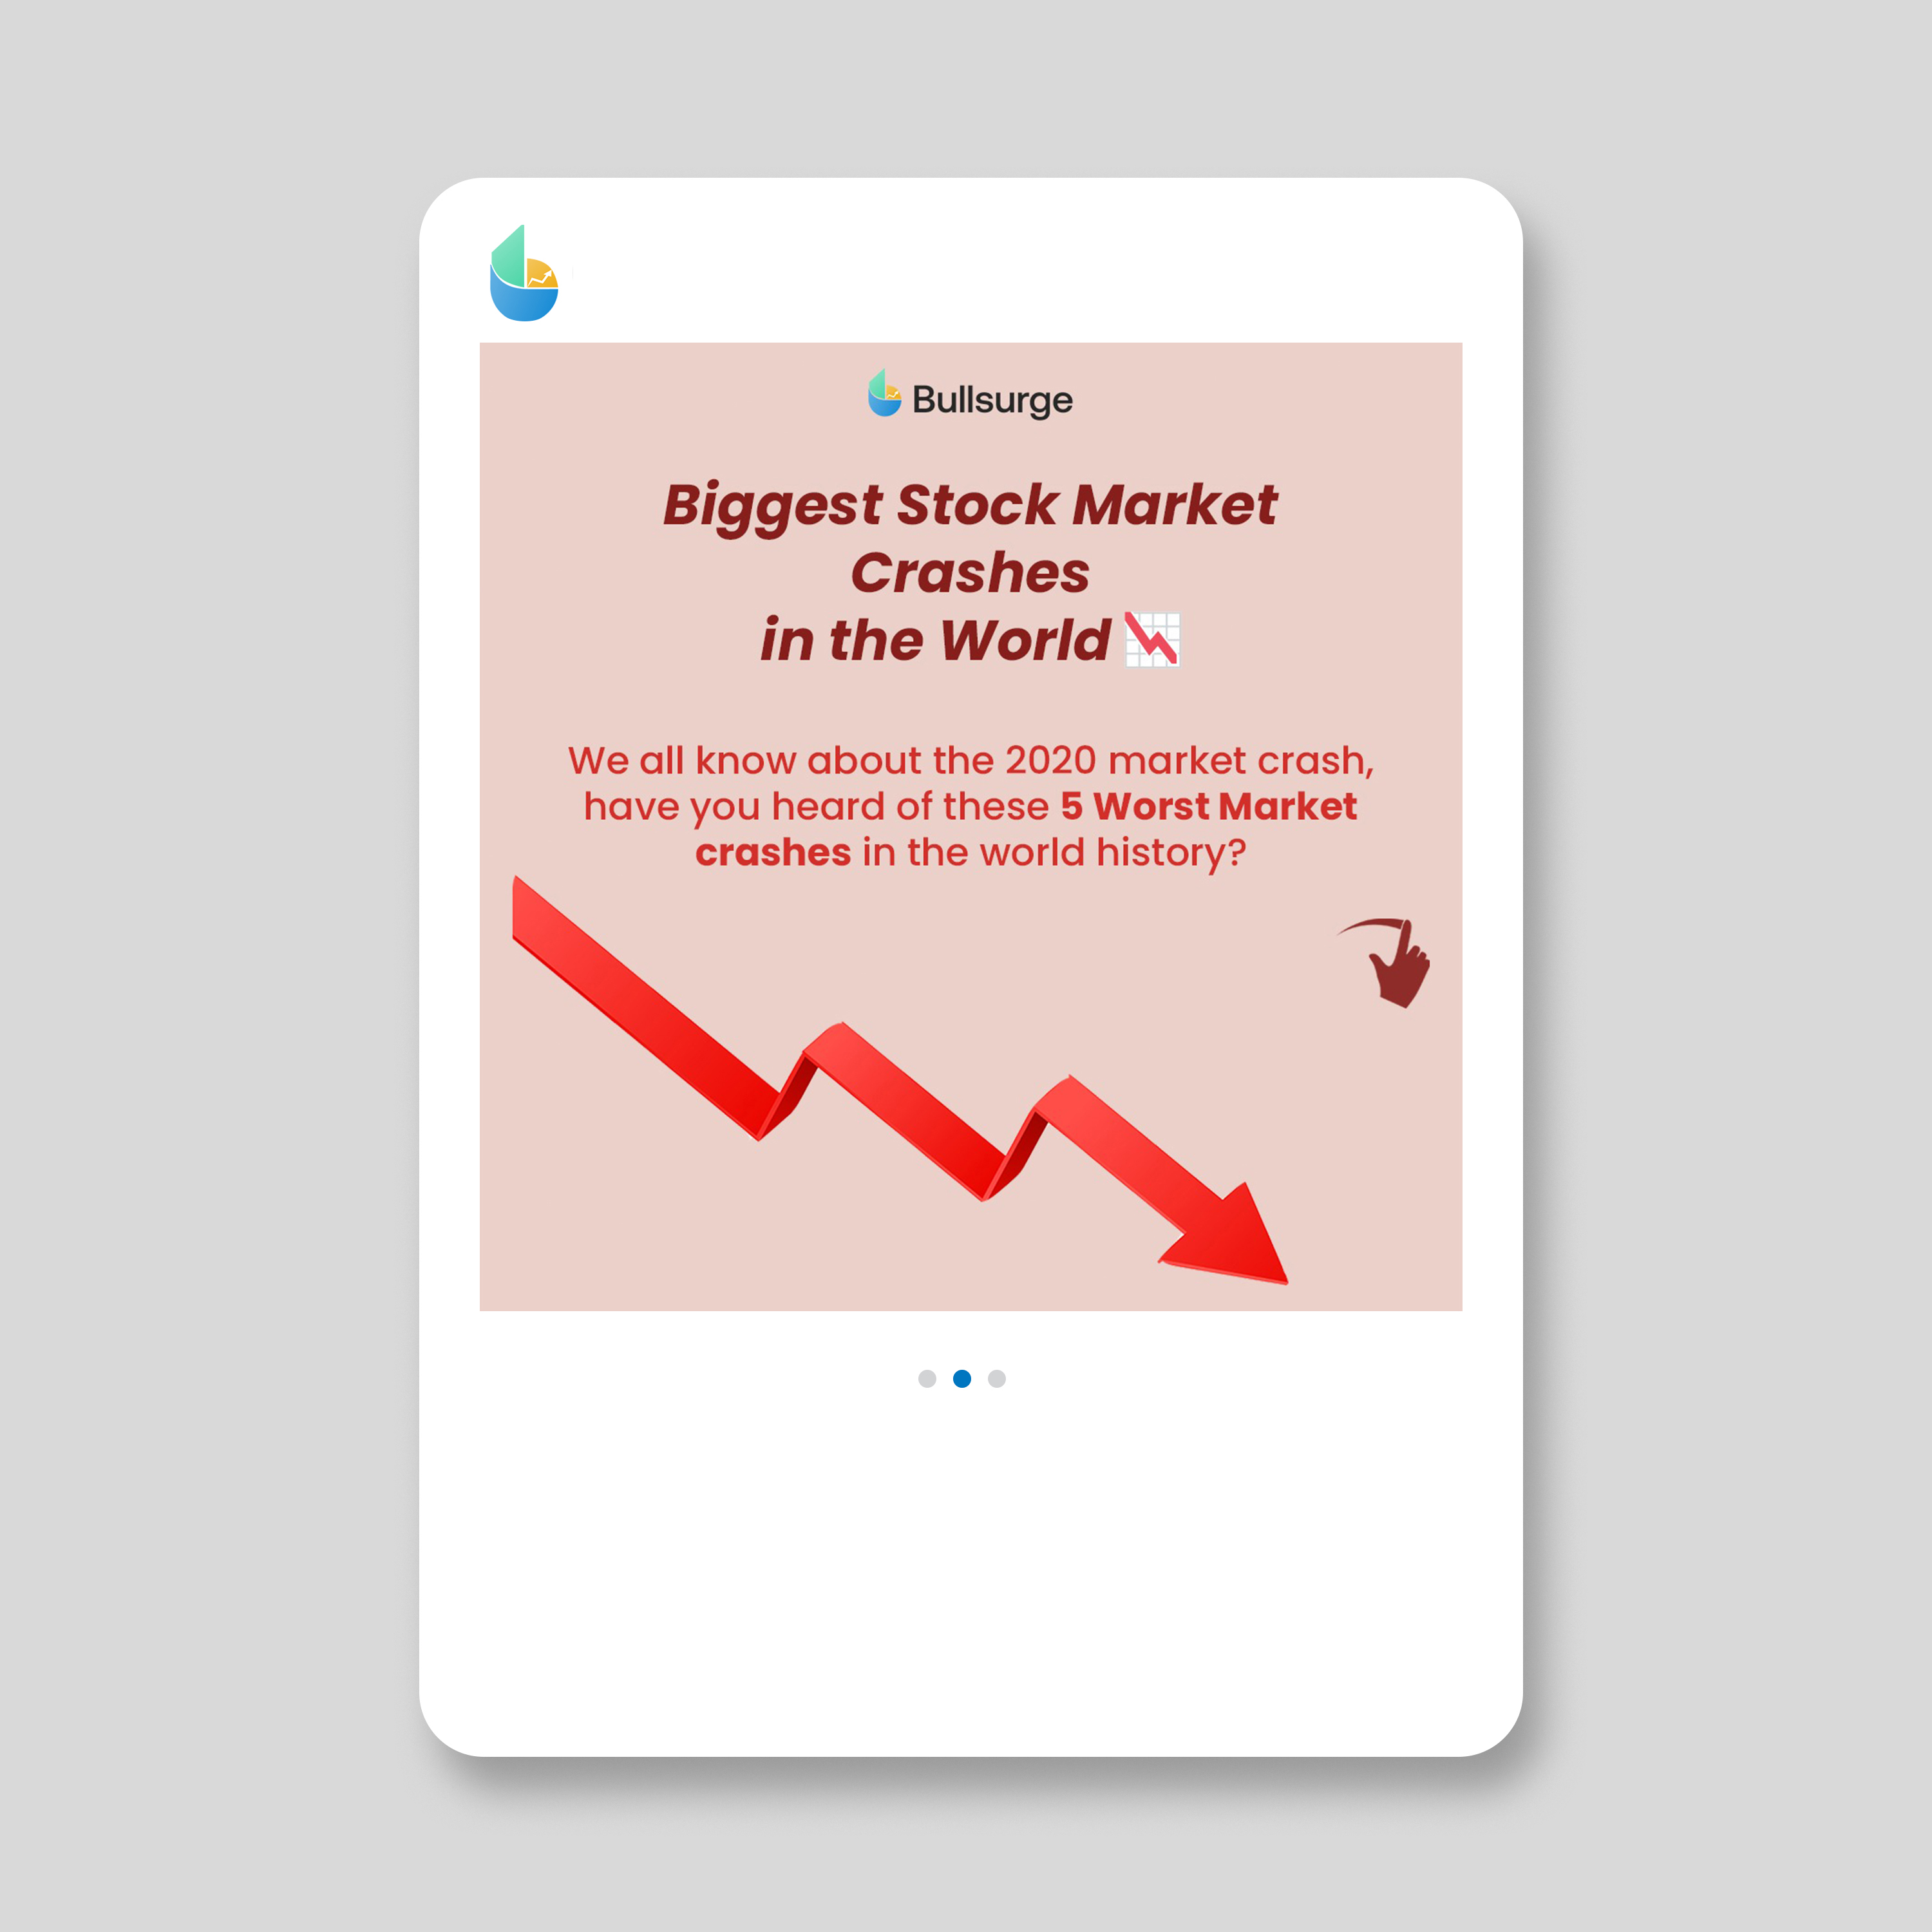 Bullsurge
Biggest Stock Market
Crashes
in the World
We all know about the 2020 market crash,
have you heard of these 5 Worst Market
crashes in the world history?